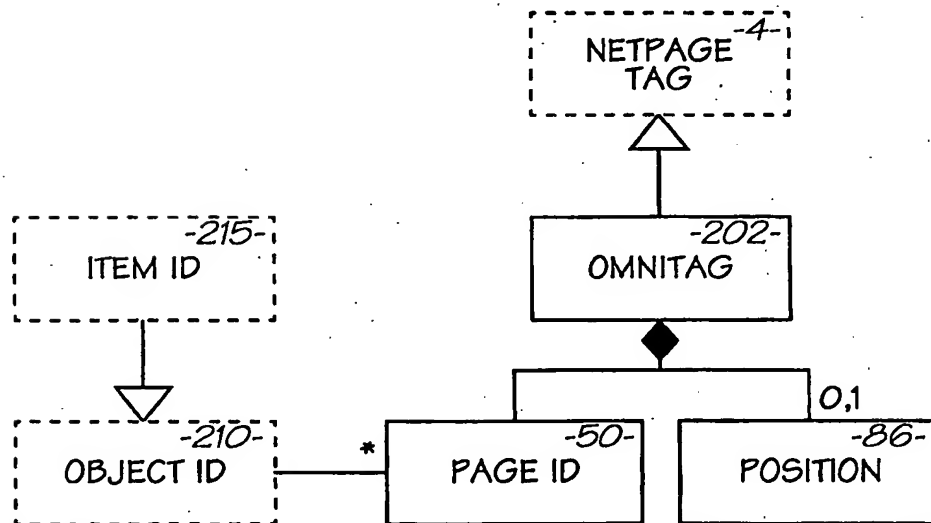 -4-
NETPAGE
TAG
-215-
ITEM ID
-202-
OMNITAG
0,1
-210-
OBJECT ID
*
-50-
PAGE ID
-86-
POSITION